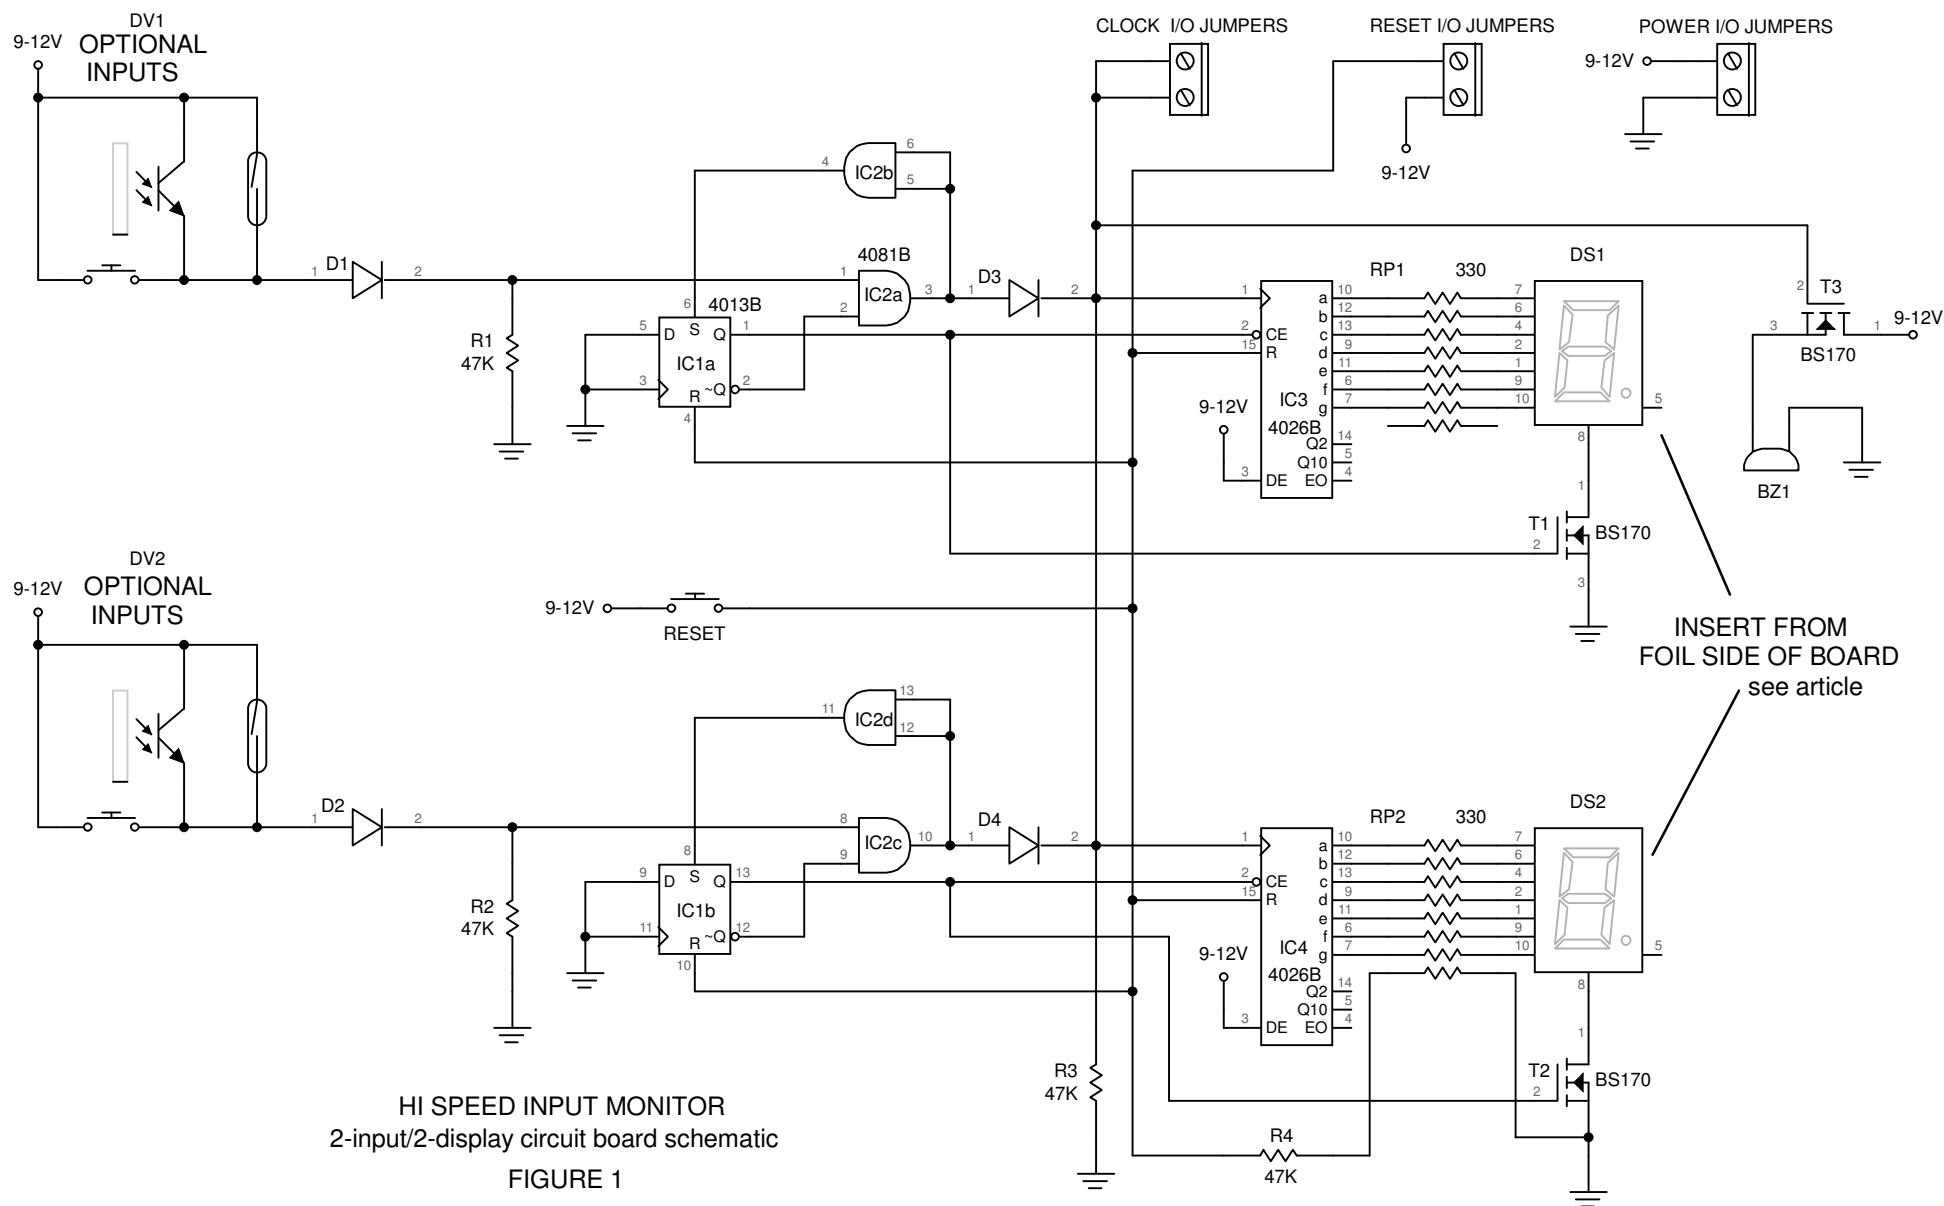 DV1
9-12V OPTIONAL
INPUTS
CLOCK I/O JUMPERS
RESET I/O JUMPERS
9-12V
POWER I/O JUMPERS
9-12V
1 D1 2
R1
47K
4 IC2b 6
5
4081B
1
2
IC2a 3
4013B
6
5 D S Q 1
IC1a
3 R ~Q 2
4
1 D3 2
1
2 CE
15 R
IC3
4026B
9-12V
3 DE
a 10
b 12
c 13
d 9
e 11
f 6
g 7
Q2 14
Q10 5
EO 4
RP1 330
DS1
7
6
4
2
1
9
10
5
8
1
T1
2
BS170
3
2 T3
3 1
BS170
9-12V
BZ1
9-12V
RESET
INSERT FROM
FOIL SIDE OF BOARD
see article
DV2
9-12V OPTIONAL
INPUTS
1 D2 2
R2
47K
11 IC2d 13
12
8
9
IC2c 10
8
9 D S Q 13
IC1b
11 R ~Q 12
10
1 D4 2
1
2 CE
15 R
IC4
4026B
9-12V
3 DE
a 10
b 12
c 13
d 9
e 11
f 6
g 7
Q2 14
Q10 5
EO 4
RP2 330
DS2
7
6
4
2
1
9
10
5
8
1
T2
2
BS170
R3
47K
R4
47K
HI SPEED INPUT MONITOR
2-input/2-display circuit board schematic
FIGURE 1